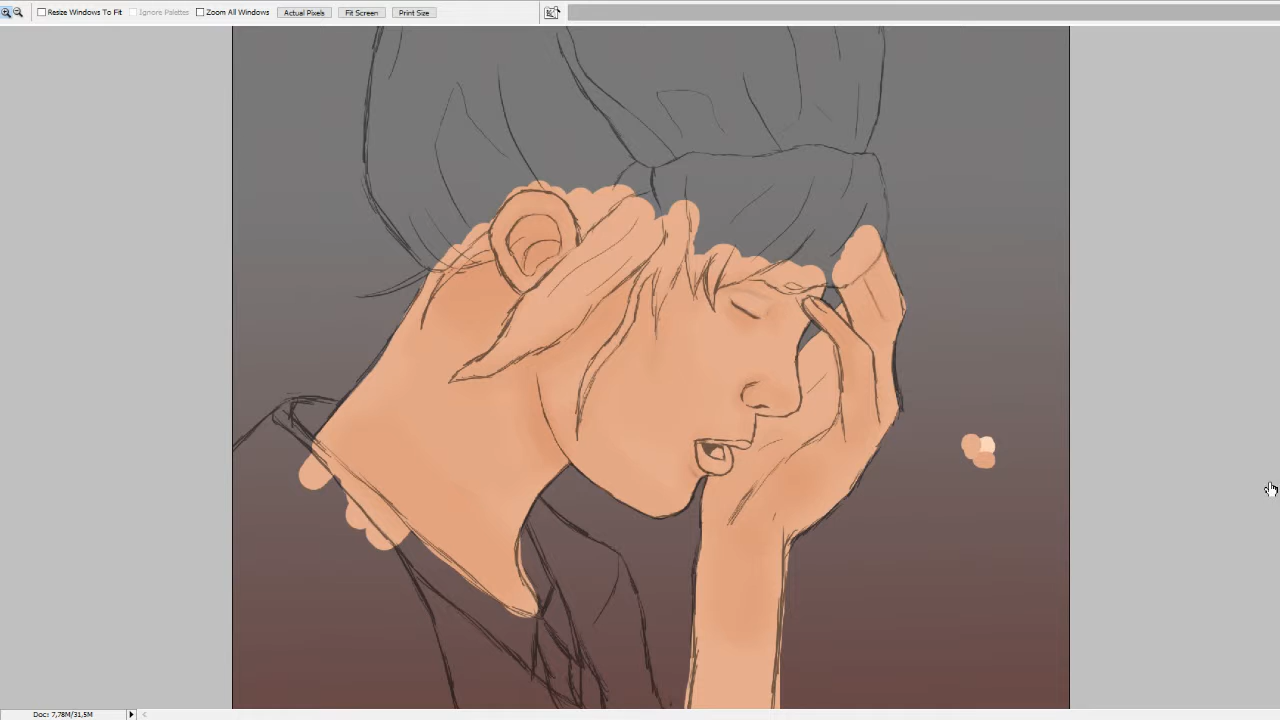 Resize Windows To Fit Ignore Palettes Zoom All Windows Actual Pixels Fit Screen Print Size
Doc: 7,78M/31,5M